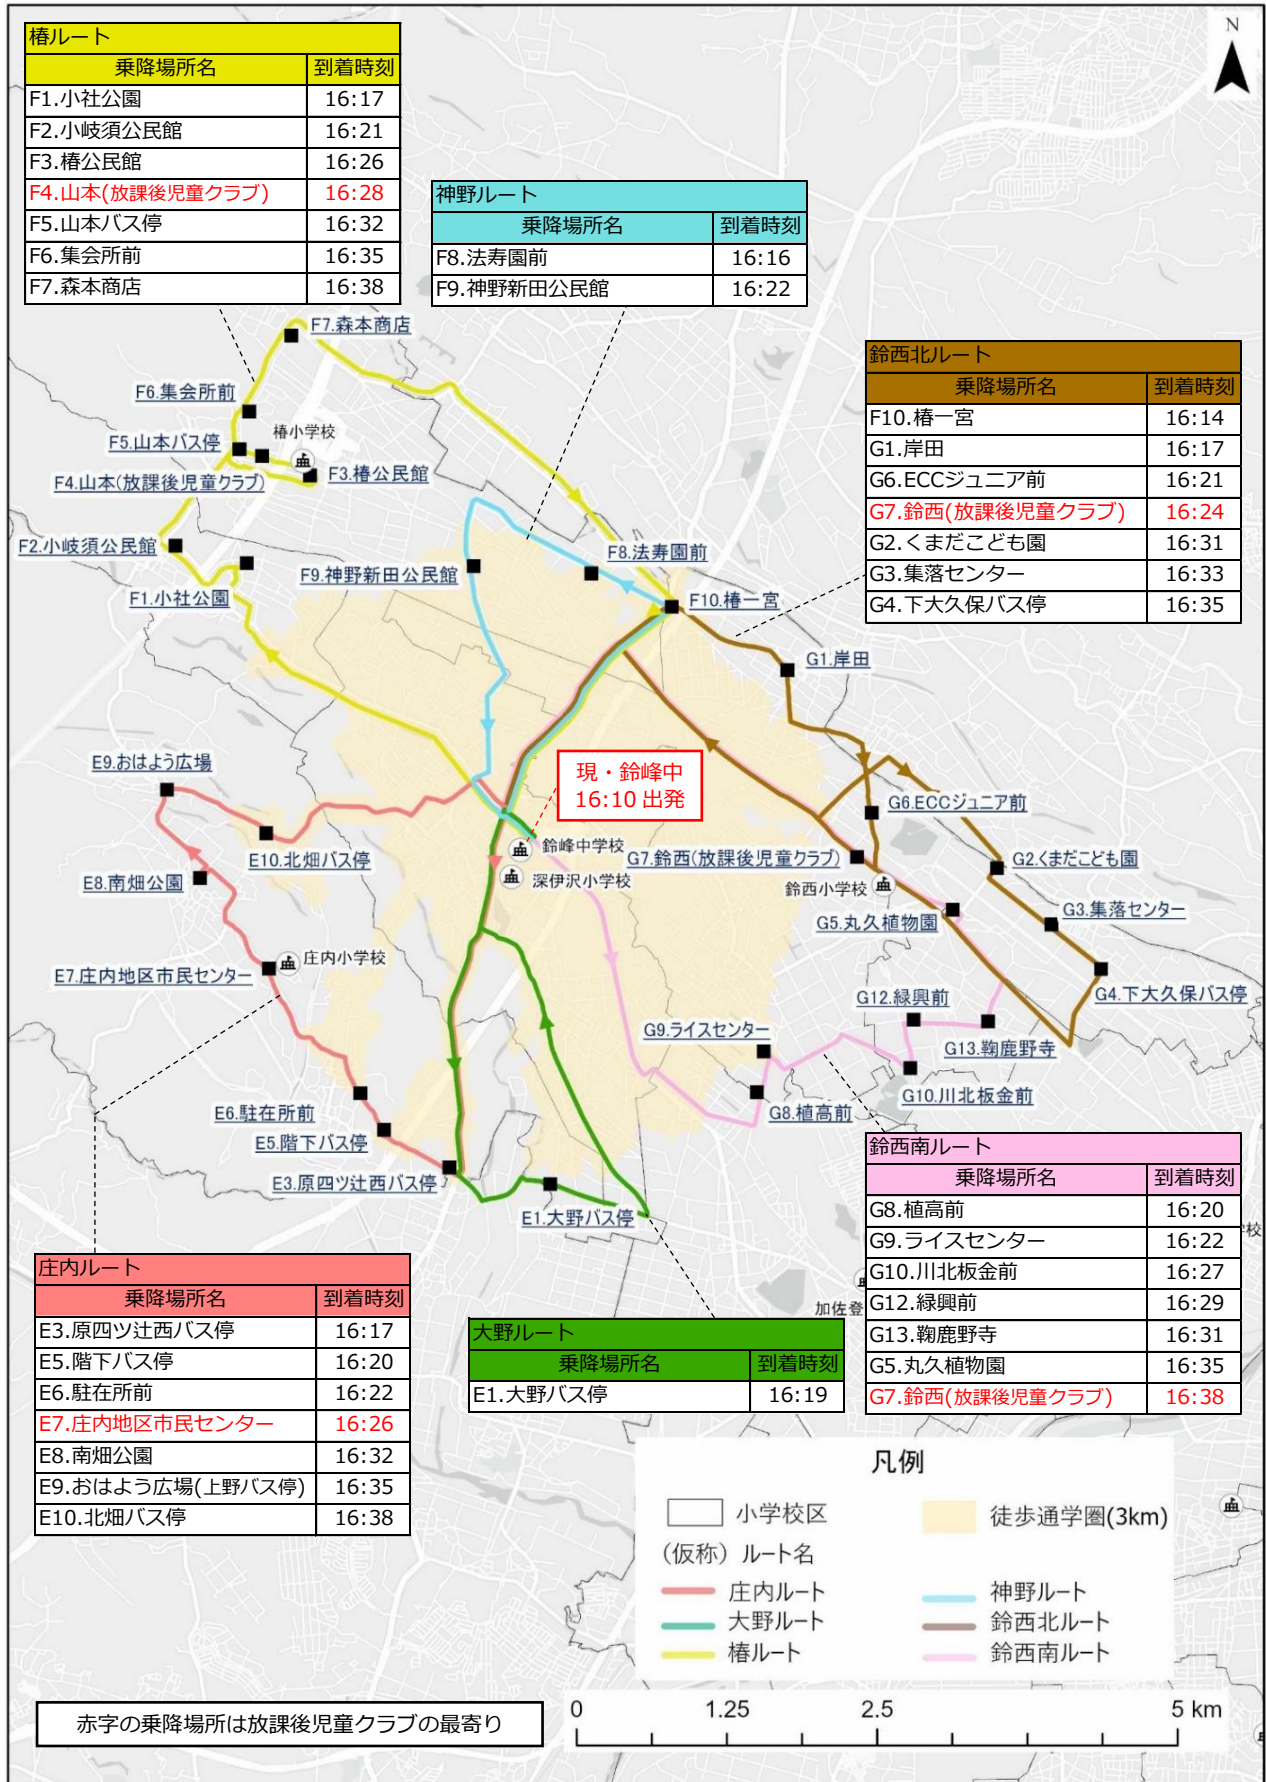 椿ルート
乗降場所名 到着時刻
F1.小社公園 16:17
F2.小岐須公民館 16:21
F3.椿公民館 16:26
F4.山本(放課後児童クラブ) 16:28
F5.山本バス停 16:32
F6.集会所前 16:35
F7.森本商店 16:38
N
神野ルート
乗降場所名 到着時刻
F8.法寿園前 16:16
F9.神野新田公民館 16:22
鈴西北ルート
乗降場所名 到着時刻
F10.椿一宮 16:14
G1.岸田 16:17
G6.ECCジュニア前 16:21
G7.鈴西(放課後児童クラブ) 16:24
G2.くまだこども園 16:31
G3.集落センター 16:33
G4.下大久保バス停 16:35
F7.森本商店
F6.集会所前
椿小学校
F5.山本バス停
F3.椿公民館
F4.山本(放課後児童クラブ)
F2.小岐須公民館
F8.法寿園前
F9.神野新田公民館
F1.小社公園
F10.椿一宮
G1.岸田
E9.おはよう広場
現・鈴峰中
16:10 出発
G6.ECCジュニア前
E10.北畑バス停
鈴峰中学校
G7.鈴西(放課後児童クラブ)
G2.くまだこども園
E8.南畑公園
深伊沢小学校
鈴西小学校
G3.集落センター
G5.丸久植物園
庄内小学校
E7.庄内地区市民センター
G4.下大久保バス停
G12.緑興前
G9.ライスセンター
G13.鞠鹿野寺
G10.川北板金前
E6.駐在所前
G8.植高前
E5.階下バス停
E3.原四ツ辻西バス停
E1.大野バス停
鈴西南ルート
乗降場所名 到着時刻
G8.植高前 16:20
G9.ライスセンター 16:22
G10.川北板金前 16:27
G12.緑興前 16:29
G13.鞠鹿野寺 16:31
G5.丸久植物園 16:35
G7.鈴西(放課後児童クラブ) 16:38
校
加佐登
庄内ルート
乗降場所名 到着時刻
E3.原四ツ辻西バス停 16:17
E5.階下バス停 16:20
E6.駐在所前 16:22
E7.庄内地区市民センター 16:26
E8.南畑公園 16:32
E9.おはよう広場(上野バス停) 16:35
E10.北畑バス停 16:38
大野ルート
乗降場所名 到着時刻
E1.大野バス停 16:19
凡例
小学校区 徒歩通学圏(3km)
(仮称) ルート名
庄内ルート 神野ルート
大野ルート 鈴西北ルート
椿ルート 鈴西南ルート
赤字の乗降場所は放課後児童クラブの最寄り
0 1.25 2.5 5 km